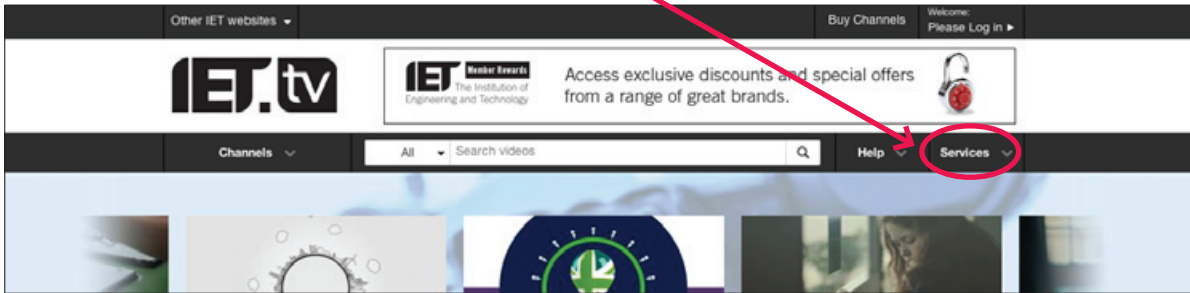 Other IET websites
Buy Channels
Welcome:
Please Log in
IET.tv
IET
Member Rewards
The Institution of
Engineering and Technology
Access exclusive discounts and special offers
from a range of great brands.
Channels
All
Search videos
Help
Services